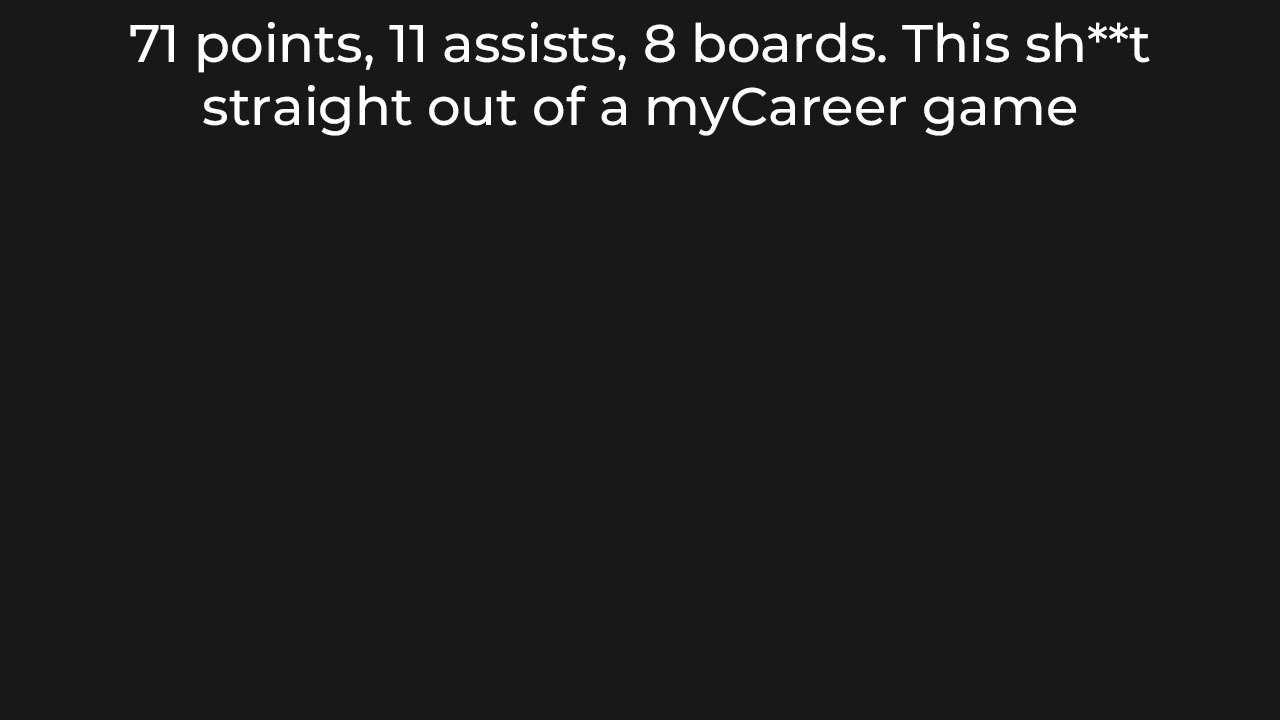 71 points, 11 assists, 8 boards. This sh**t
straight out of a myCareer game